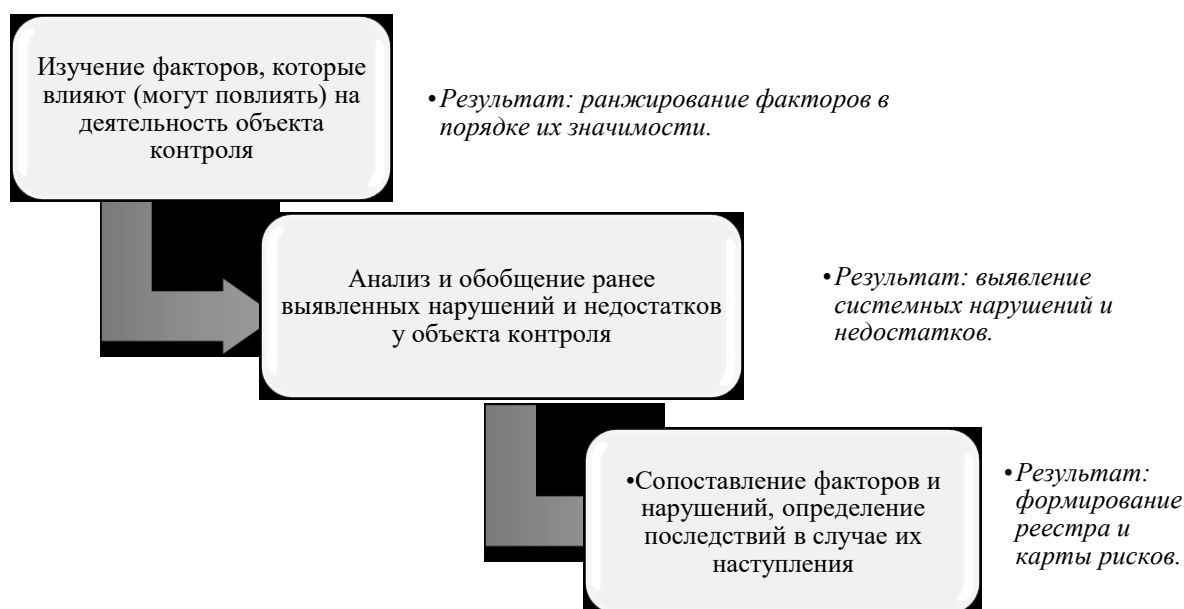 Изучение факторов, которые
влияют (могут повлиять) на
деятельность объекта
контроля
•Результат: ранжирование факторов в
порядке их значимости.
Анализ и обобщение ранее
выявленных нарушений и недостатков
у объекта контроля
•Результат: выявление
системных нарушений и
недостатков.
•Сопоставление факторов и
нарушений, определение
последствий в случае их
наступления
•Результат:
формирование
реестра и
карты рисков.